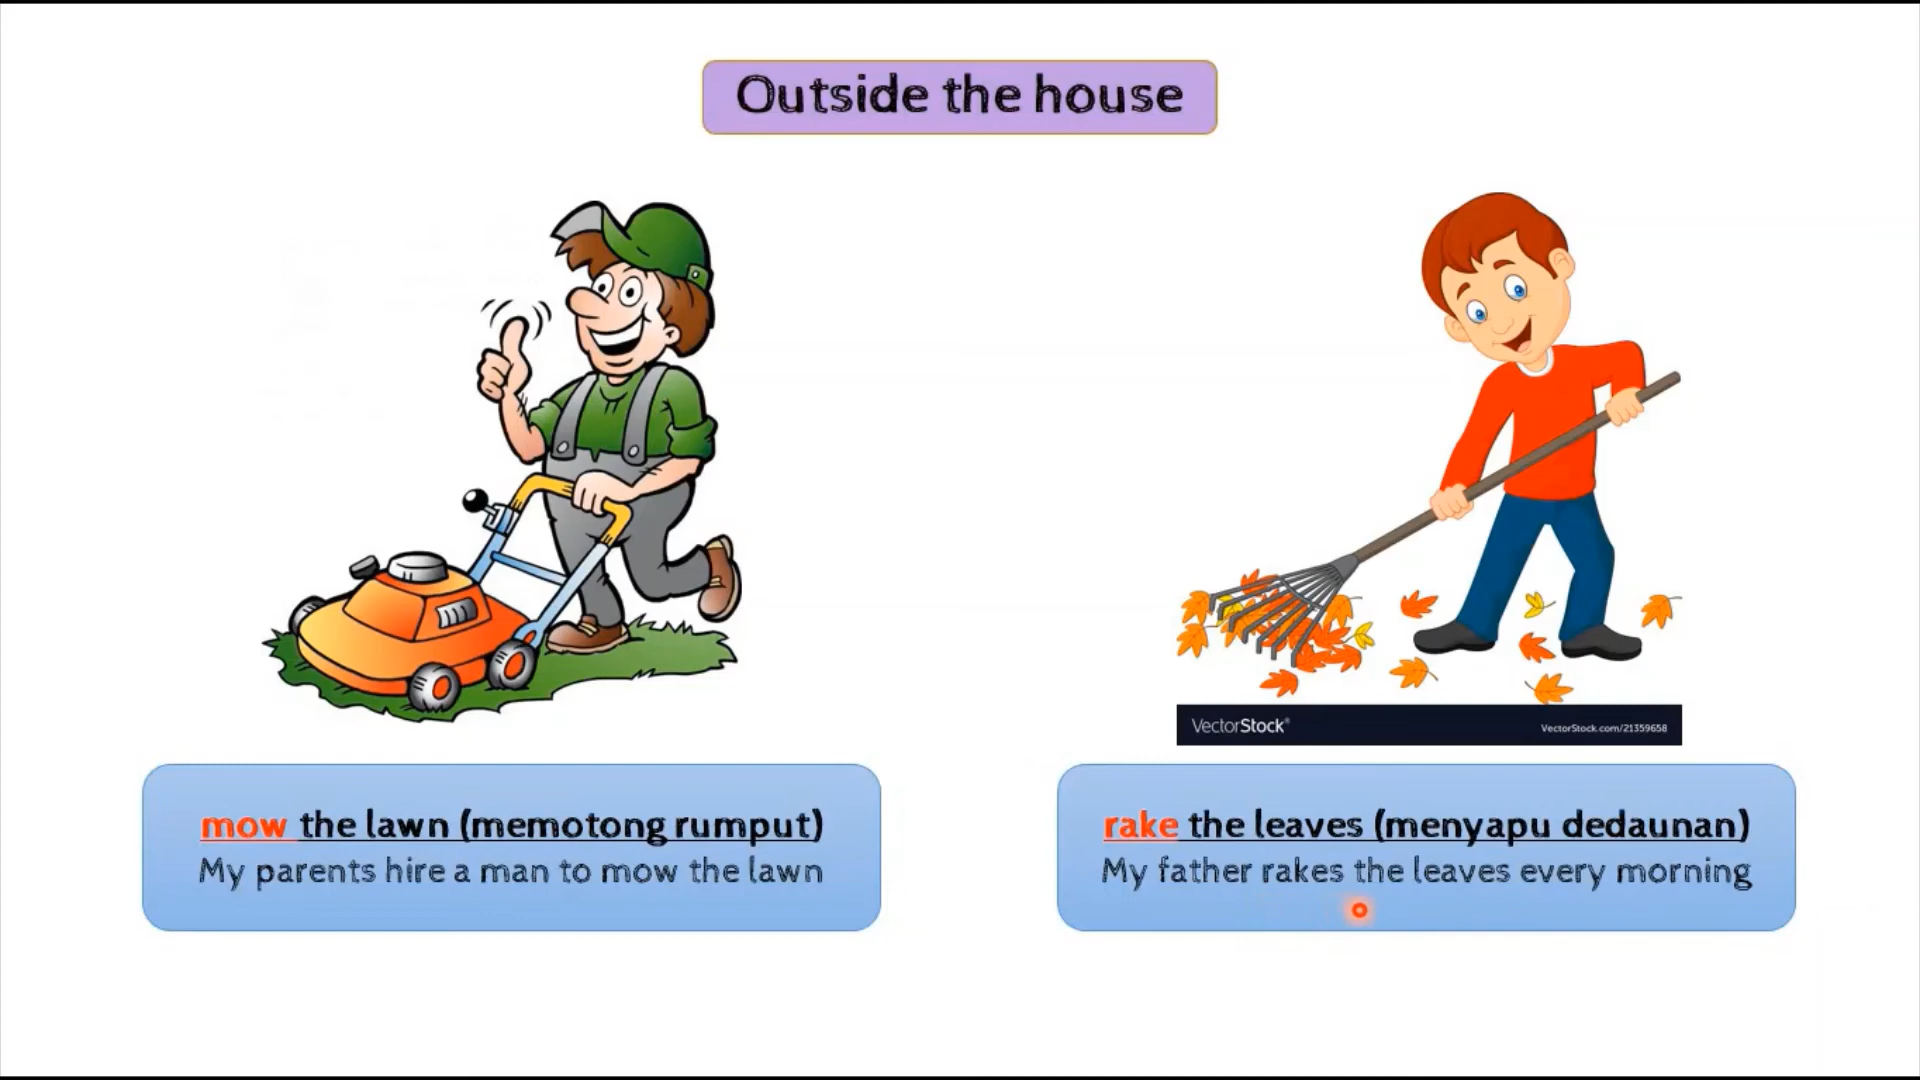 Outside the house
VectorStock®
VectorStock.com/21359658
mow the lawn (memotong rumput)
My parents hire a man to mow the lawn
rake the leaves (menyapu dedaunan)
My father rakes the leaves every morning